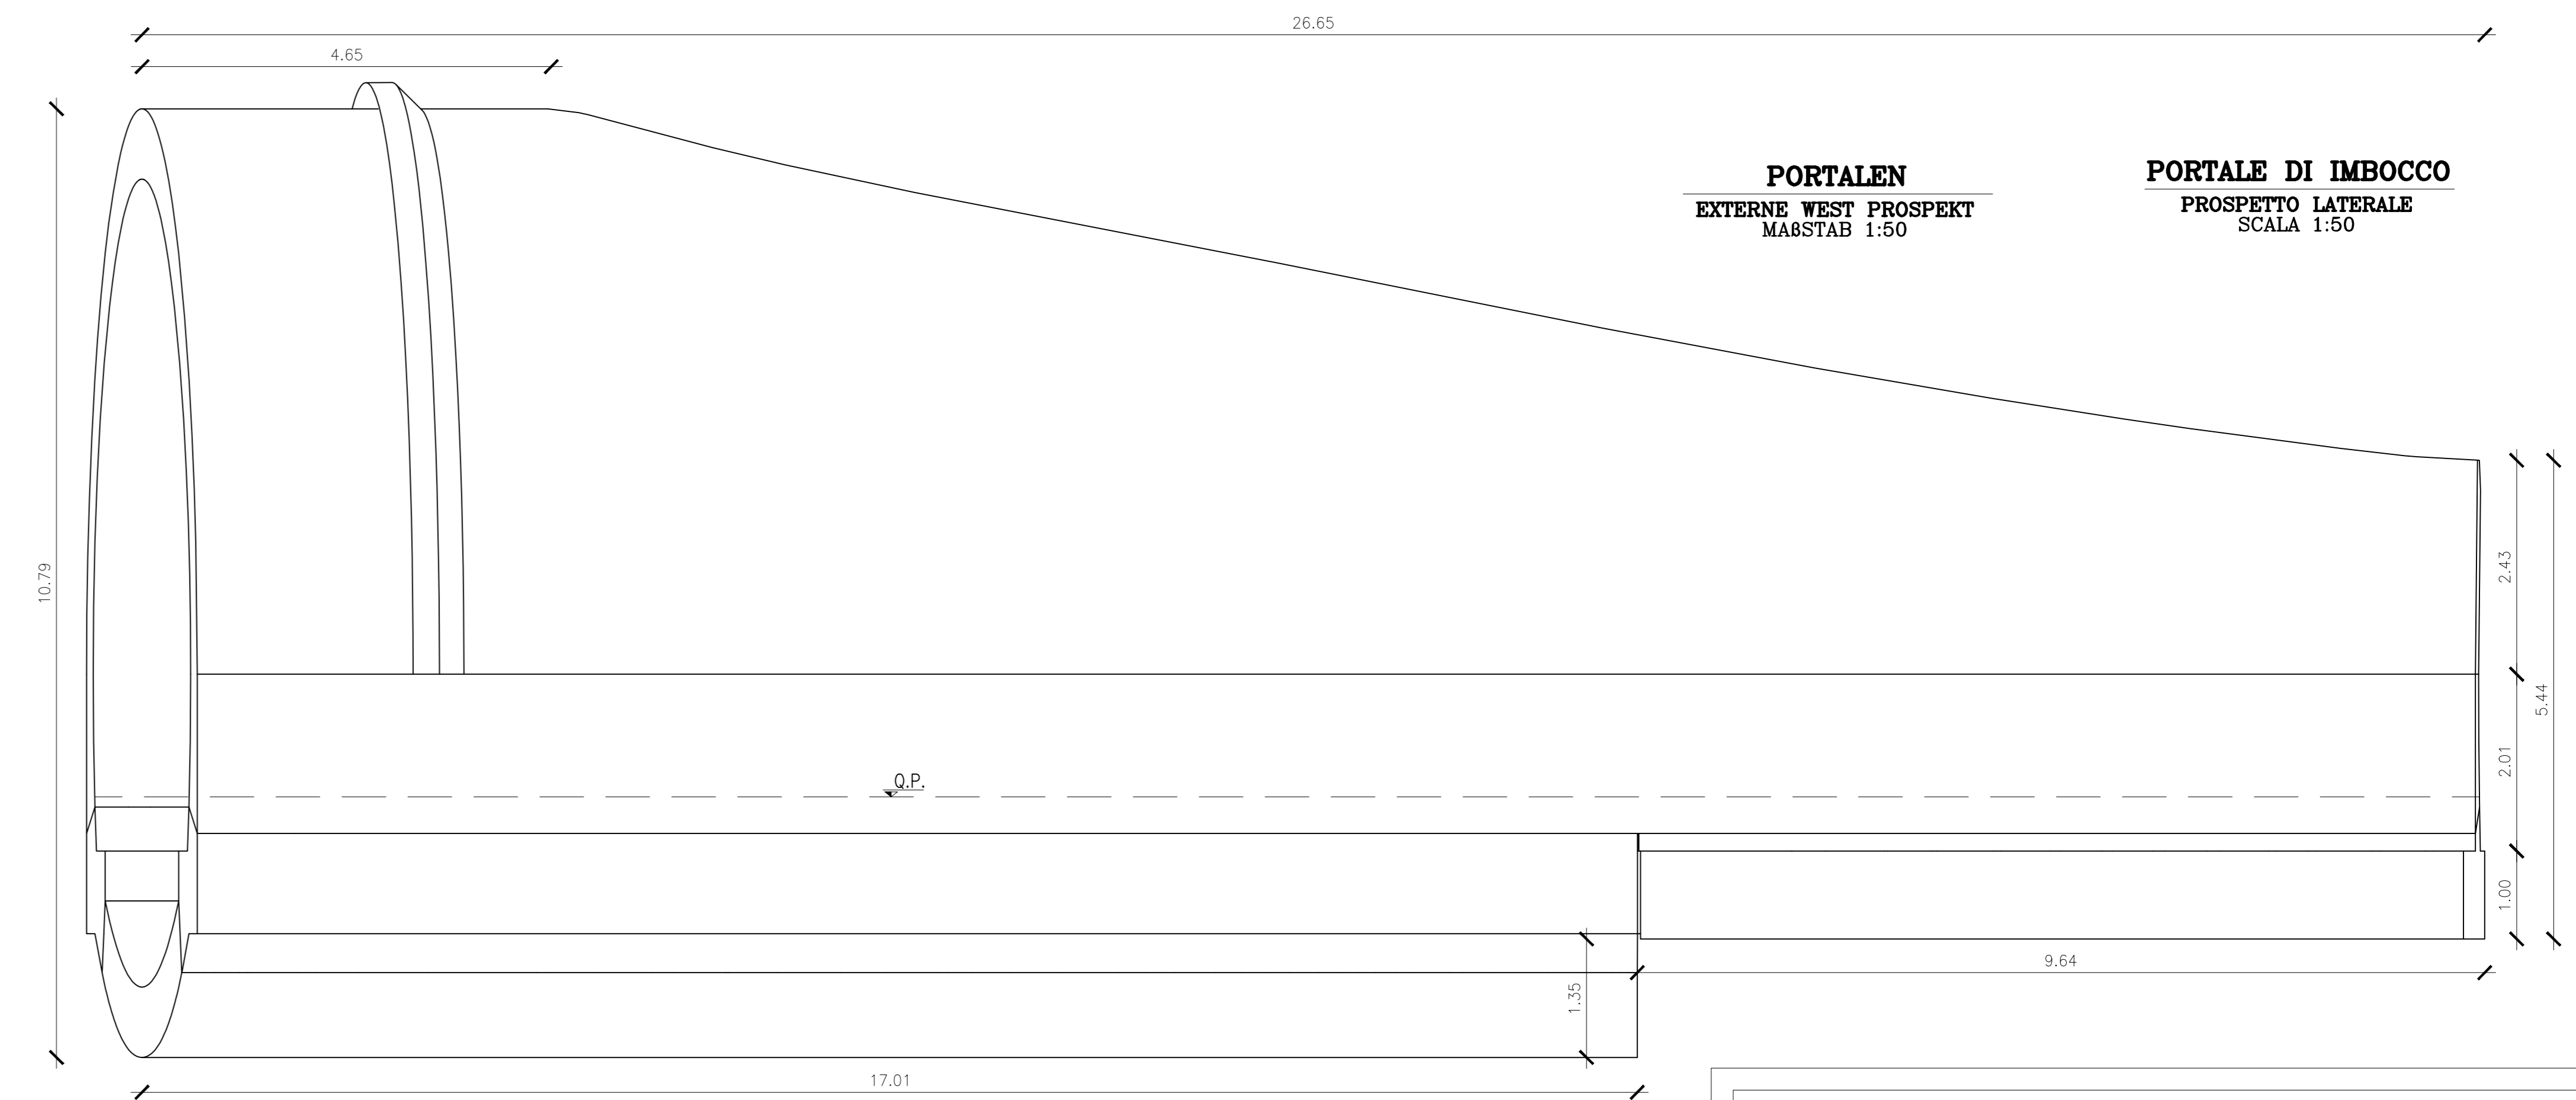 26.65
4.65
PORTALEN
EXTERNE WEST PROSPEKT
MAßSTAB 1:50
PORTALE DI IMBOCCO
PROSPETTO LATERALE
SCALA 1:50
10.79
2.43
5.44
2.01
Q.P.
1.00
9.64
1.35
17.01